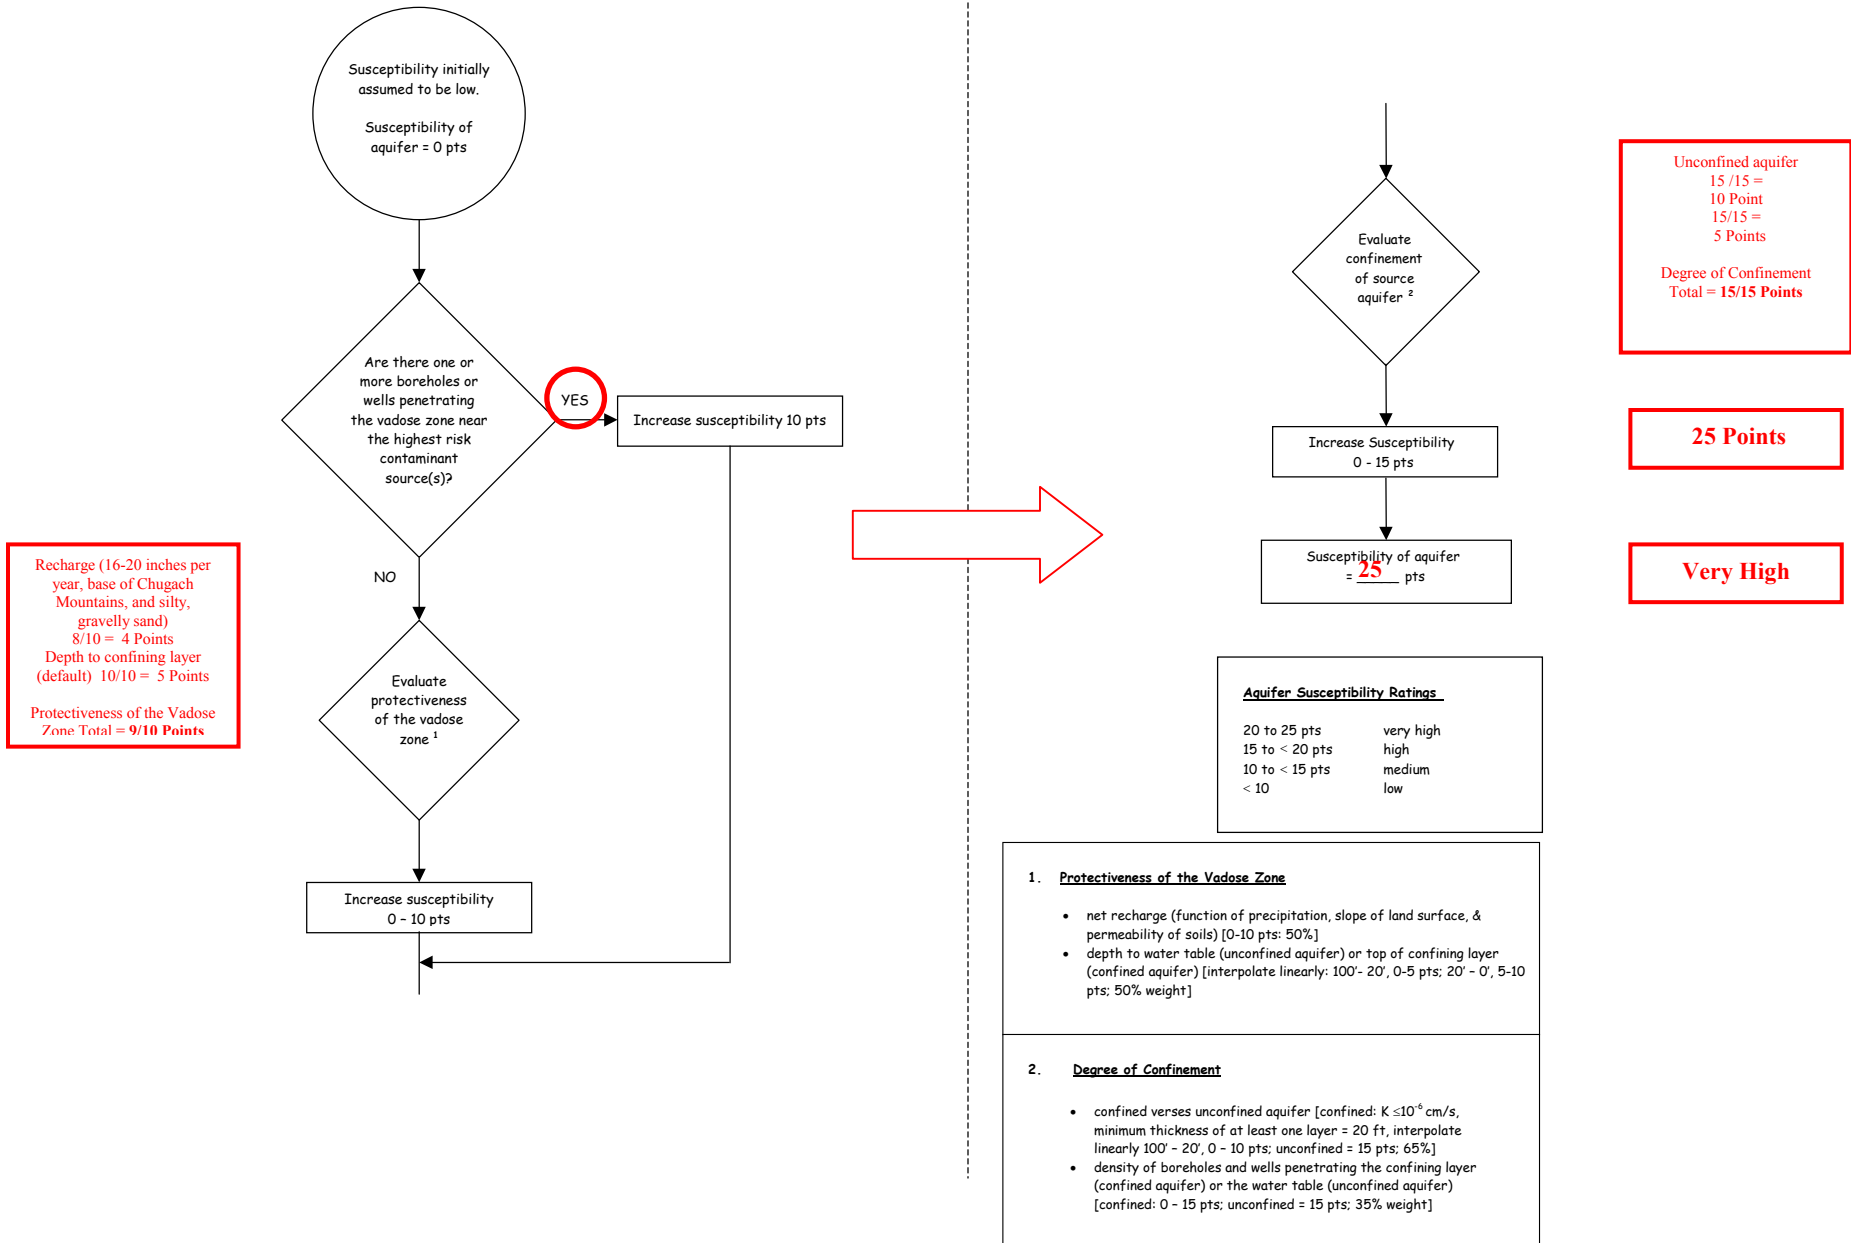 Susceptibility initially
assumed to be low.
Susceptibility of
aquifer = 0 pts
Are there one or
more boreholes or
wells penetrating
the vadose zone near
the highest risk
contaminant
source(s)?
YES
Increase susceptibility 10 pts
NO
Recharge (16-20 inches per
year, base of Chugach
Mountains, and silty,
gravelly sand)
8/10 = 4 Points
Depth to confining layer
(default) 10/10 = 5 Points
Protectiveness of the Vadose
Zone Total = 9/10 Points
Evaluate
protectiveness
of the vadose
zone ¹
Increase susceptibility
0 – 10 pts
Evaluate
confinement
of source
aquifer ²
Unconfined aquifer
15 /15 =
10 Point
15/15 =
5 Points
Degree of Confinement
Total = 15/15 Points
Increase Susceptibility
0 - 15 pts
25 Points
Susceptibility of aquifer
= 25 pts
Very High
Aquifer Susceptibility Ratings
20 to 25 pts very high
15 to < 20 pts high
10 to < 15 pts medium
< 10 low
1. Protectiveness of the Vadose Zone
• net recharge (function of precipitation, slope of land surface, &
permeability of soils) [0-10 pts: 50%]
• depth to water table (unconfined aquifer) or top of confining layer
(confined aquifer) [interpolate linearly: 100’- 20’, 0-5 pts; 20’ – 0’, 5-10
pts; 50% weight]
2. Degree of Confinement
• confined verses unconfined aquifer [confined: K ≤10⁻⁶ cm/s,
minimum thickness of at least one layer = 20 ft, interpolate
linearly 100’ – 20’, 0 – 10 pts; unconfined = 15 pts; 65%]
• density of boreholes and wells penetrating the confining layer
(confined aquifer) or the water table (unconfined aquifer)
[confined: 0 – 15 pts; unconfined = 15 pts; 35% weight]